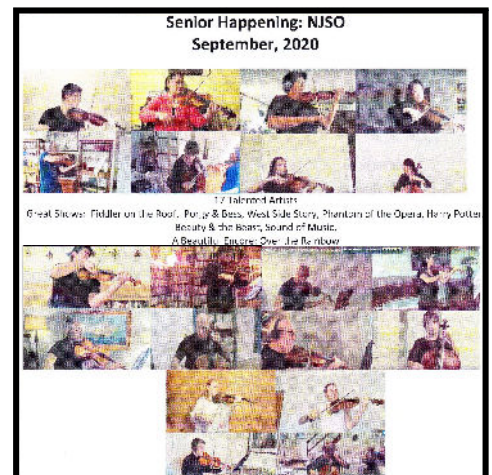 Senior Happening: NJSO
September, 2020
17 Talented Artists
Great Show: Fiddler on the Roof, Porgy & Bess, West Side Story, Phantom of the Opera, Harry Potter
Beauty & the Beast, Sound of Music.
A Beautiful Encore: Over the Rainbow